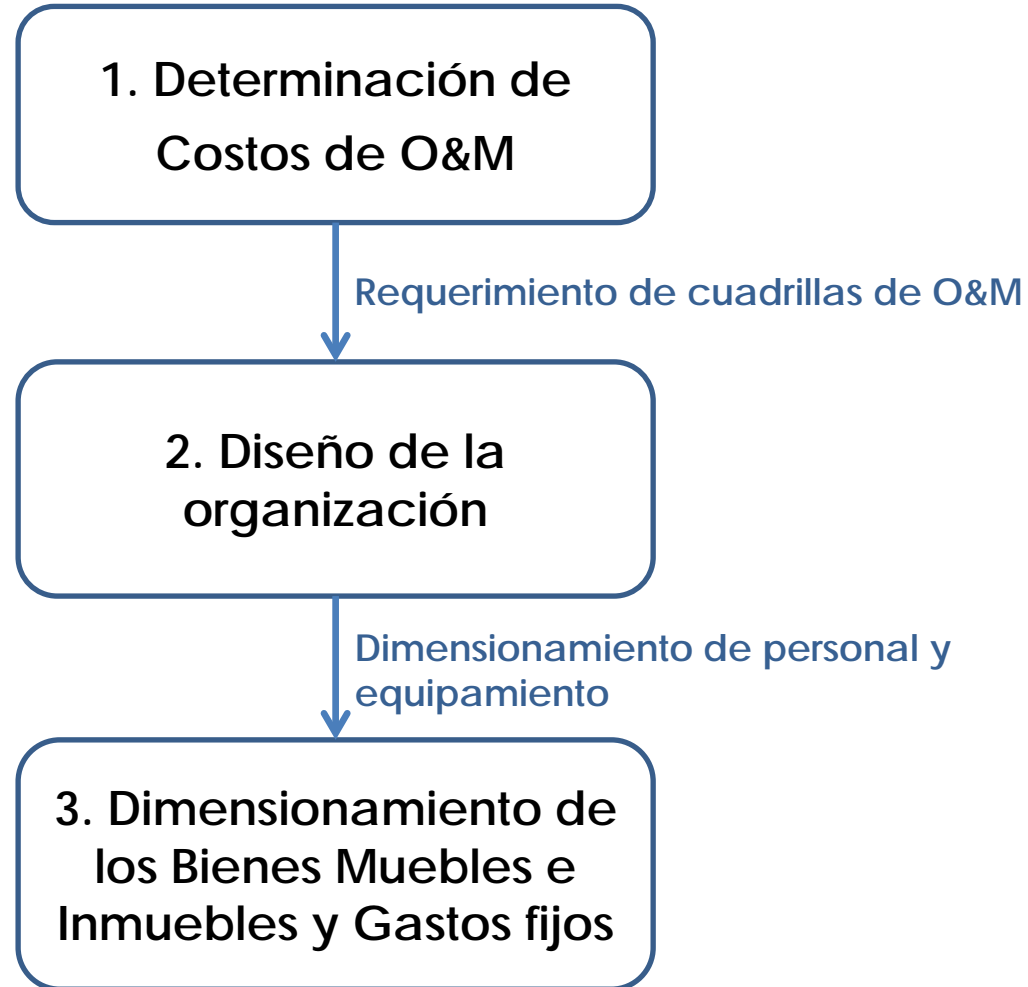 1. Determinación de
Costos de O&M
Requerimiento de cuadrillas de O&M
2. Diseño de la
organización
Dimensionamiento de personal y
equipamiento
3. Dimensionamiento de
los Bienes Muebles e
Inmuebles y Gastos fijos